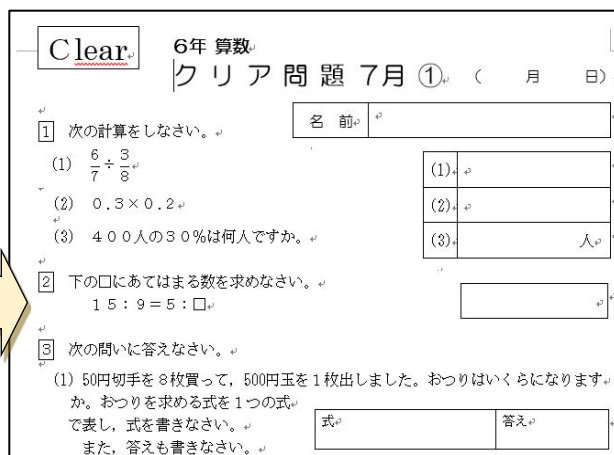 Clear
6年 算数
クリア問題 7月 ① （　月　日）
名 前
1 次の計算をしなさい。
(1) 6/7÷3/8
(1)
(2) ０.３×０.２
(2)
(3) ４００人の３０％は何人ですか。
(3) 人
2 下の□にあてはまる数を求めなさい。
１５：９＝５：□
3 次の問いに答えなさい。
(1) 50円切手を８枚買って，500円玉を１枚出しました。おつりはいくらになります
か。おつりを求める式を１つの式
で表し，式を書きなさい。
また，答えも書きなさい。
式 答え